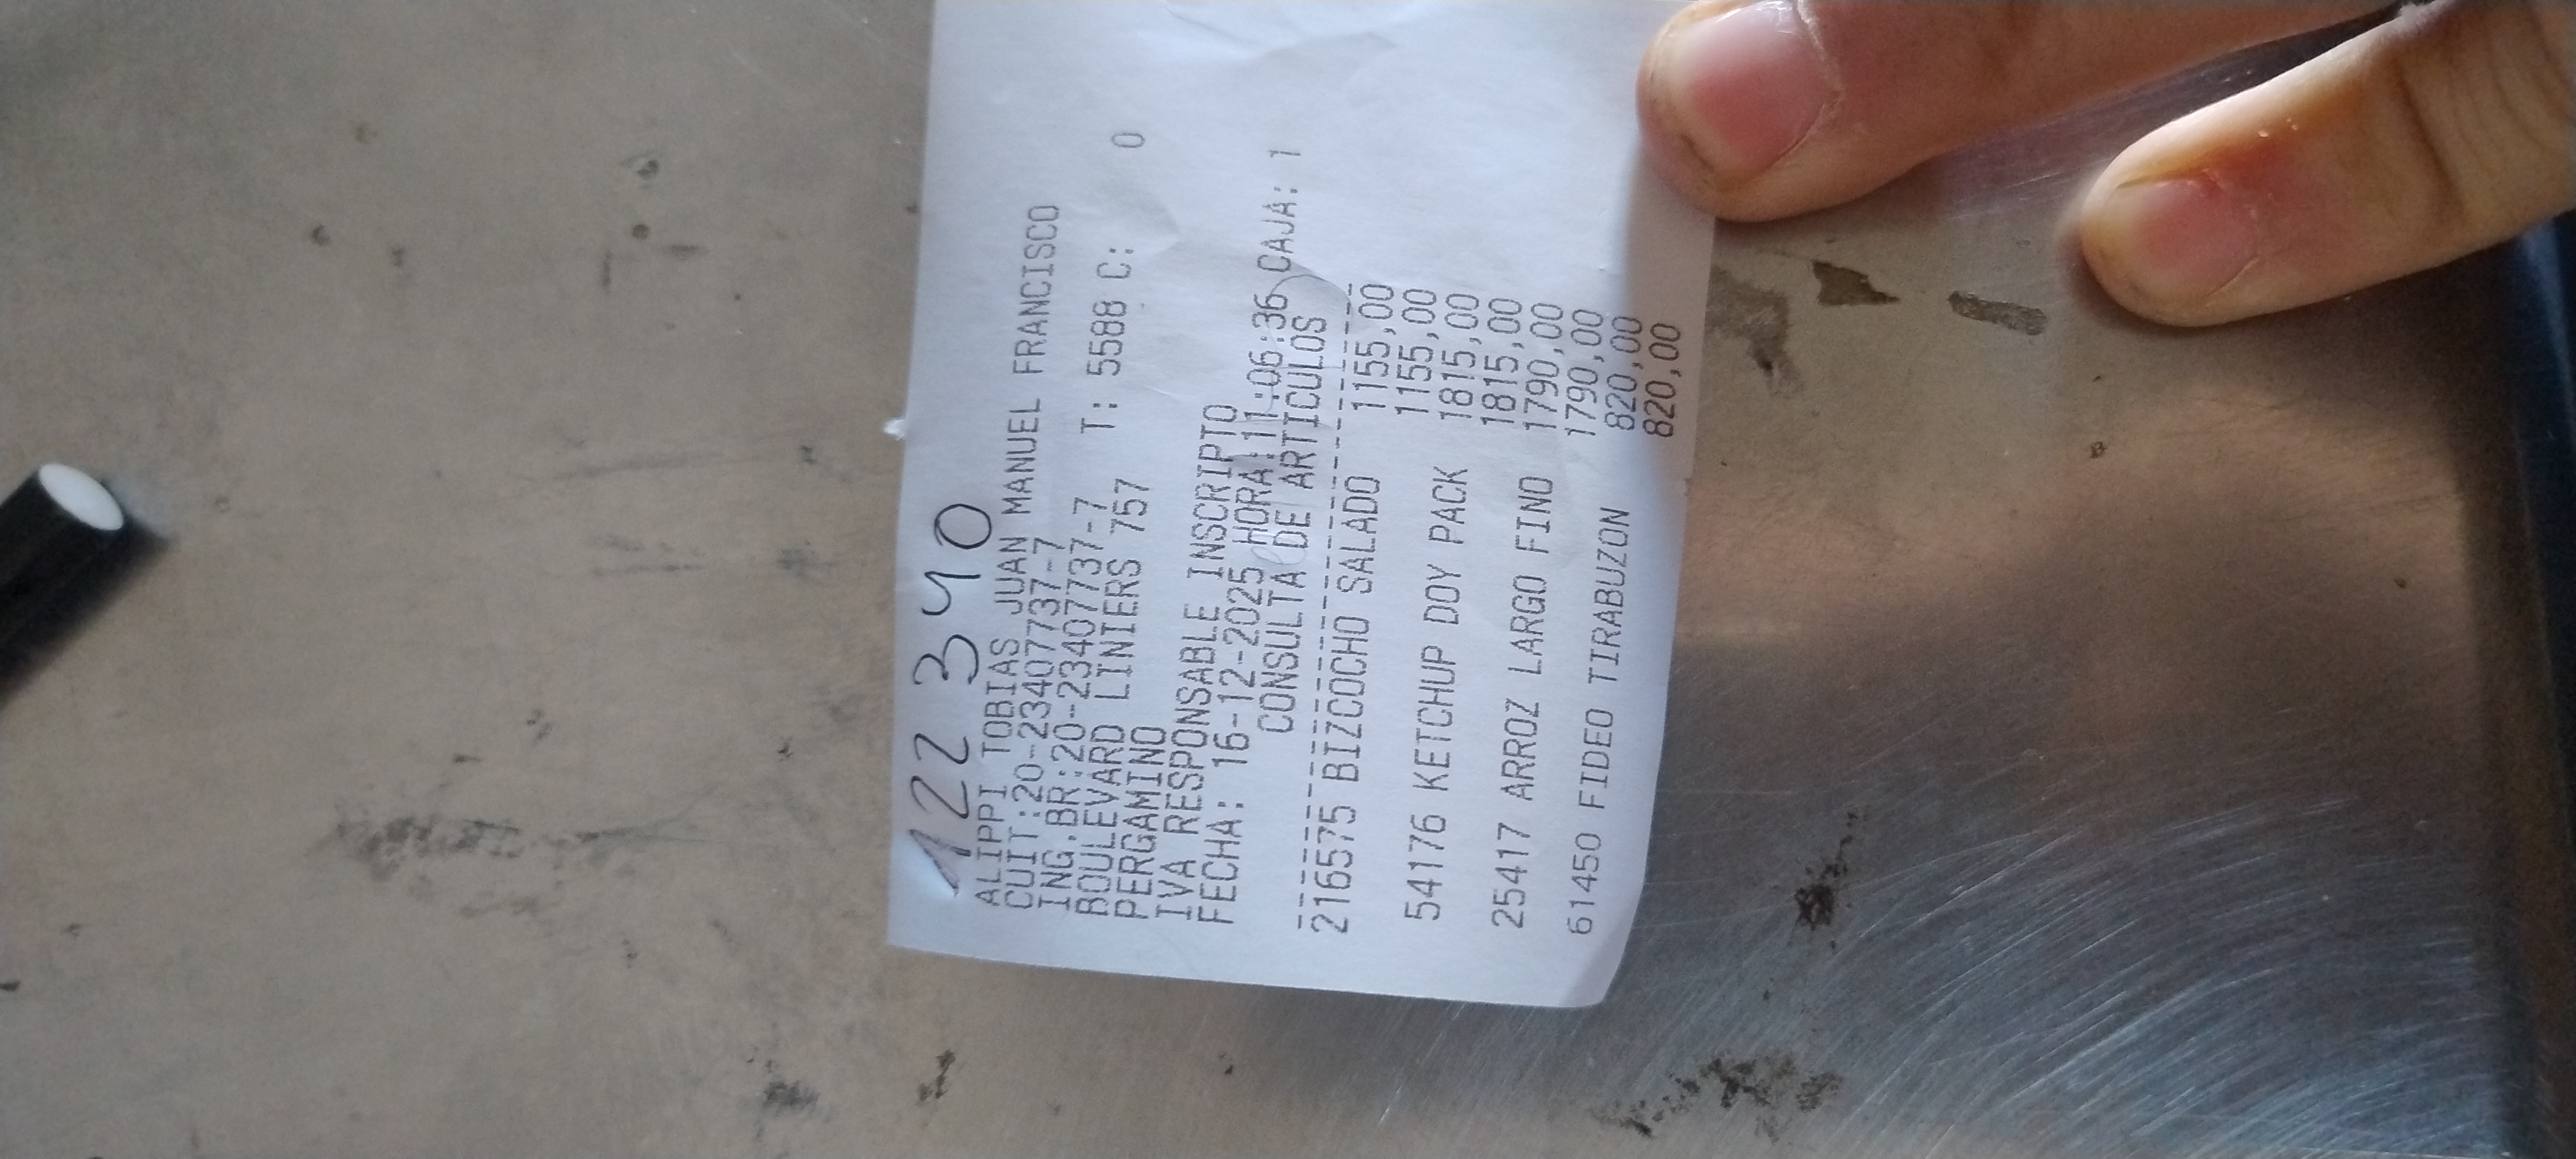 122 340
ALIPPI TOBIAS JUAN MANUEL FRANCISCO
CUIT:20-23407737-7
ING.BR:20-23407737-7 T: 5588 C: 0
BOULEVARD LINIERS 757
PERGAMINO
IVA RESPONSABLE INSCRIPTO
FECHA: 16-12-2025 HORA:11:06:36 CAJA: 1
CONSULTA DE ARTICULOS
--------------------------------
216575 BIZCOCHO SALADO 1155,00
1155,00
54176 KETCHUP DOY PACK 1815,00
1815,00
25417 ARROZ LARGO FINO 1790,00
1790,00
61450 FIDEO TIRABUZON 820,00
820,00